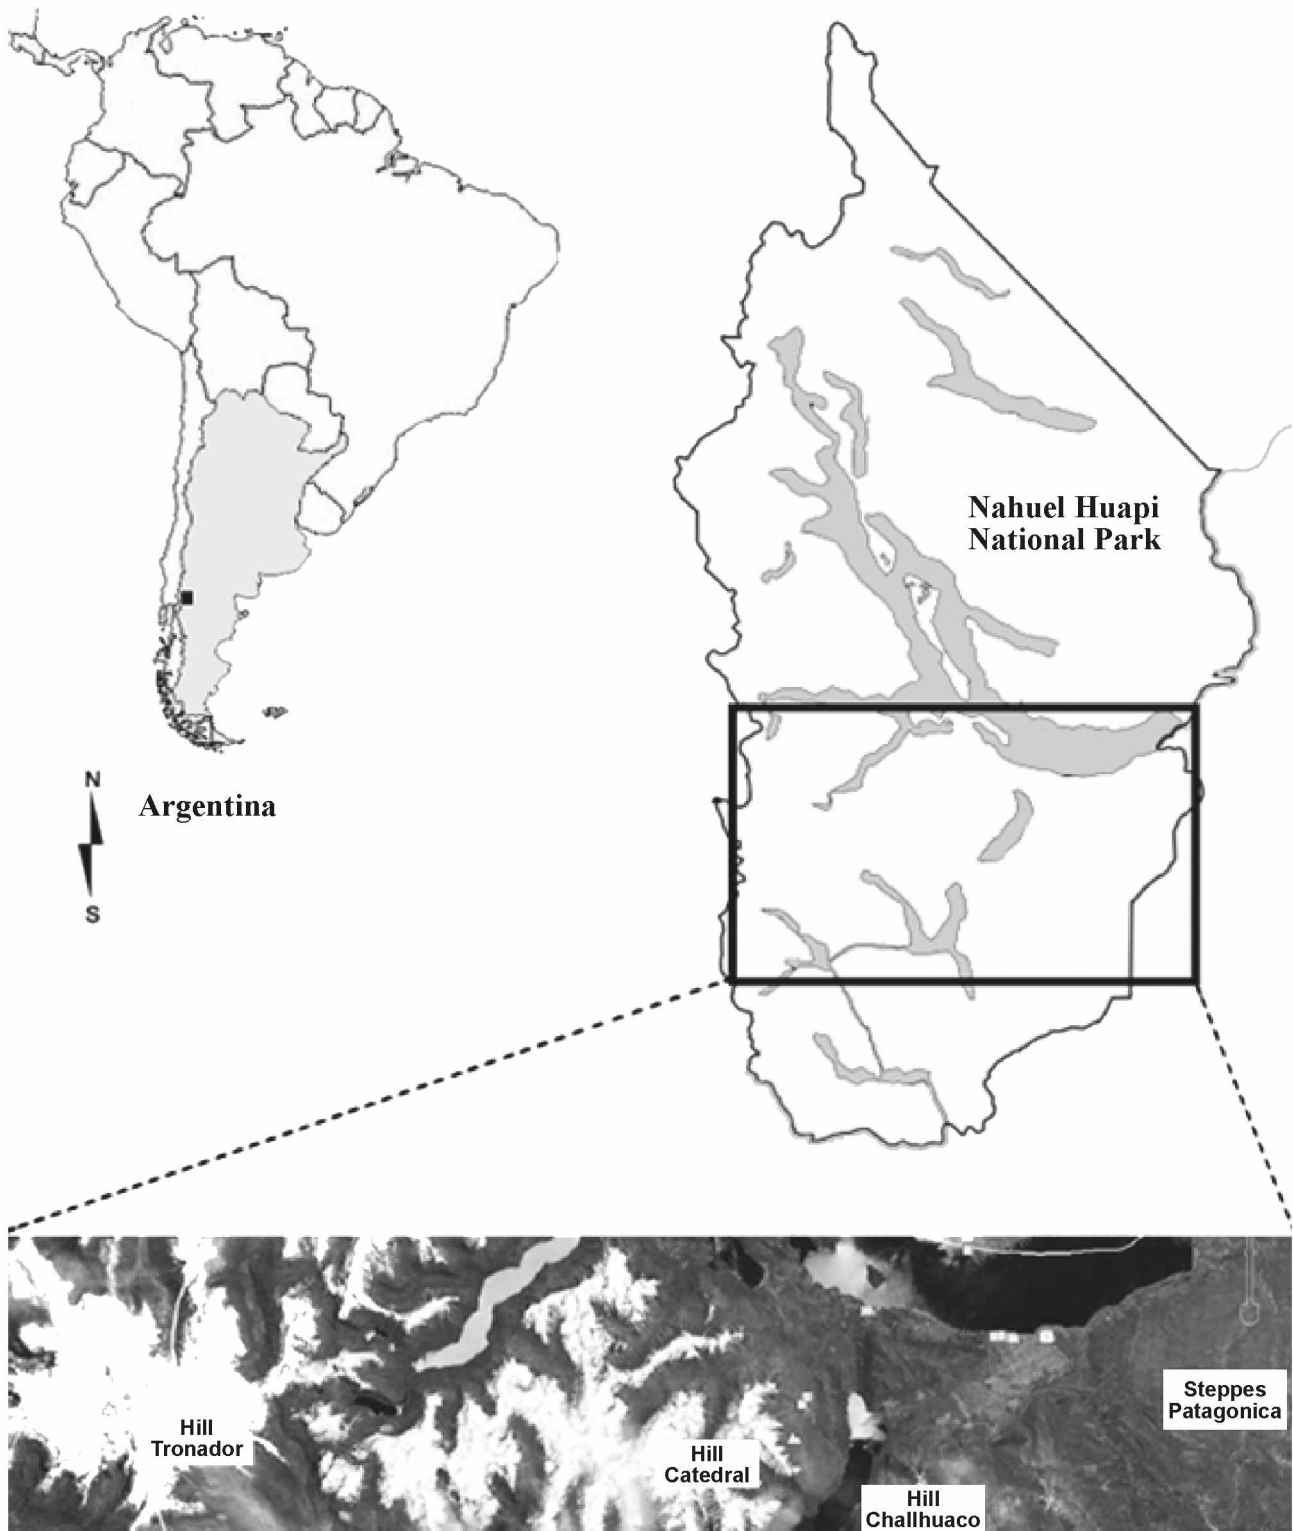 Nahuel Huapi
National Park
N
Argentina
S
Hill
Tronador
Hill
Catedral
Hill
Challhuaco
Steppes
Patagonica